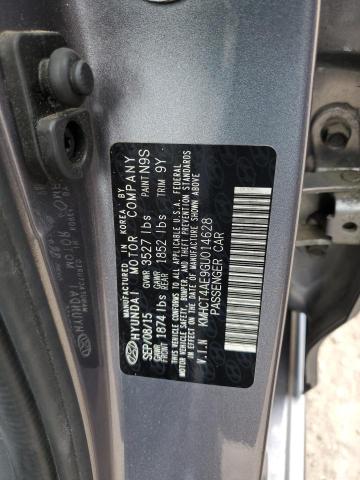 MANUFACTURED IN KOREA BY
HYUNDAI MOTOR COMPANY
SEP/08/15 GVWR 3527 lbs PAINT N9S
GAWR FRONT 1874 lbs GAWR REAR 1852 lbs TRIM 9Y
THIS VEHICLE CONFORMS TO ALL APPLICABLE U.S.A. FEDERAL
MOTOR VEHICLE SAFETY, BUMPER, AND THEFT PREVENTION STANDARDS
IN EFFECT ON THE DATE OF MANUFACTURE SHOWN ABOVE.
V.I.N KMHCT4AE9GU014628
PASSENGER CAR